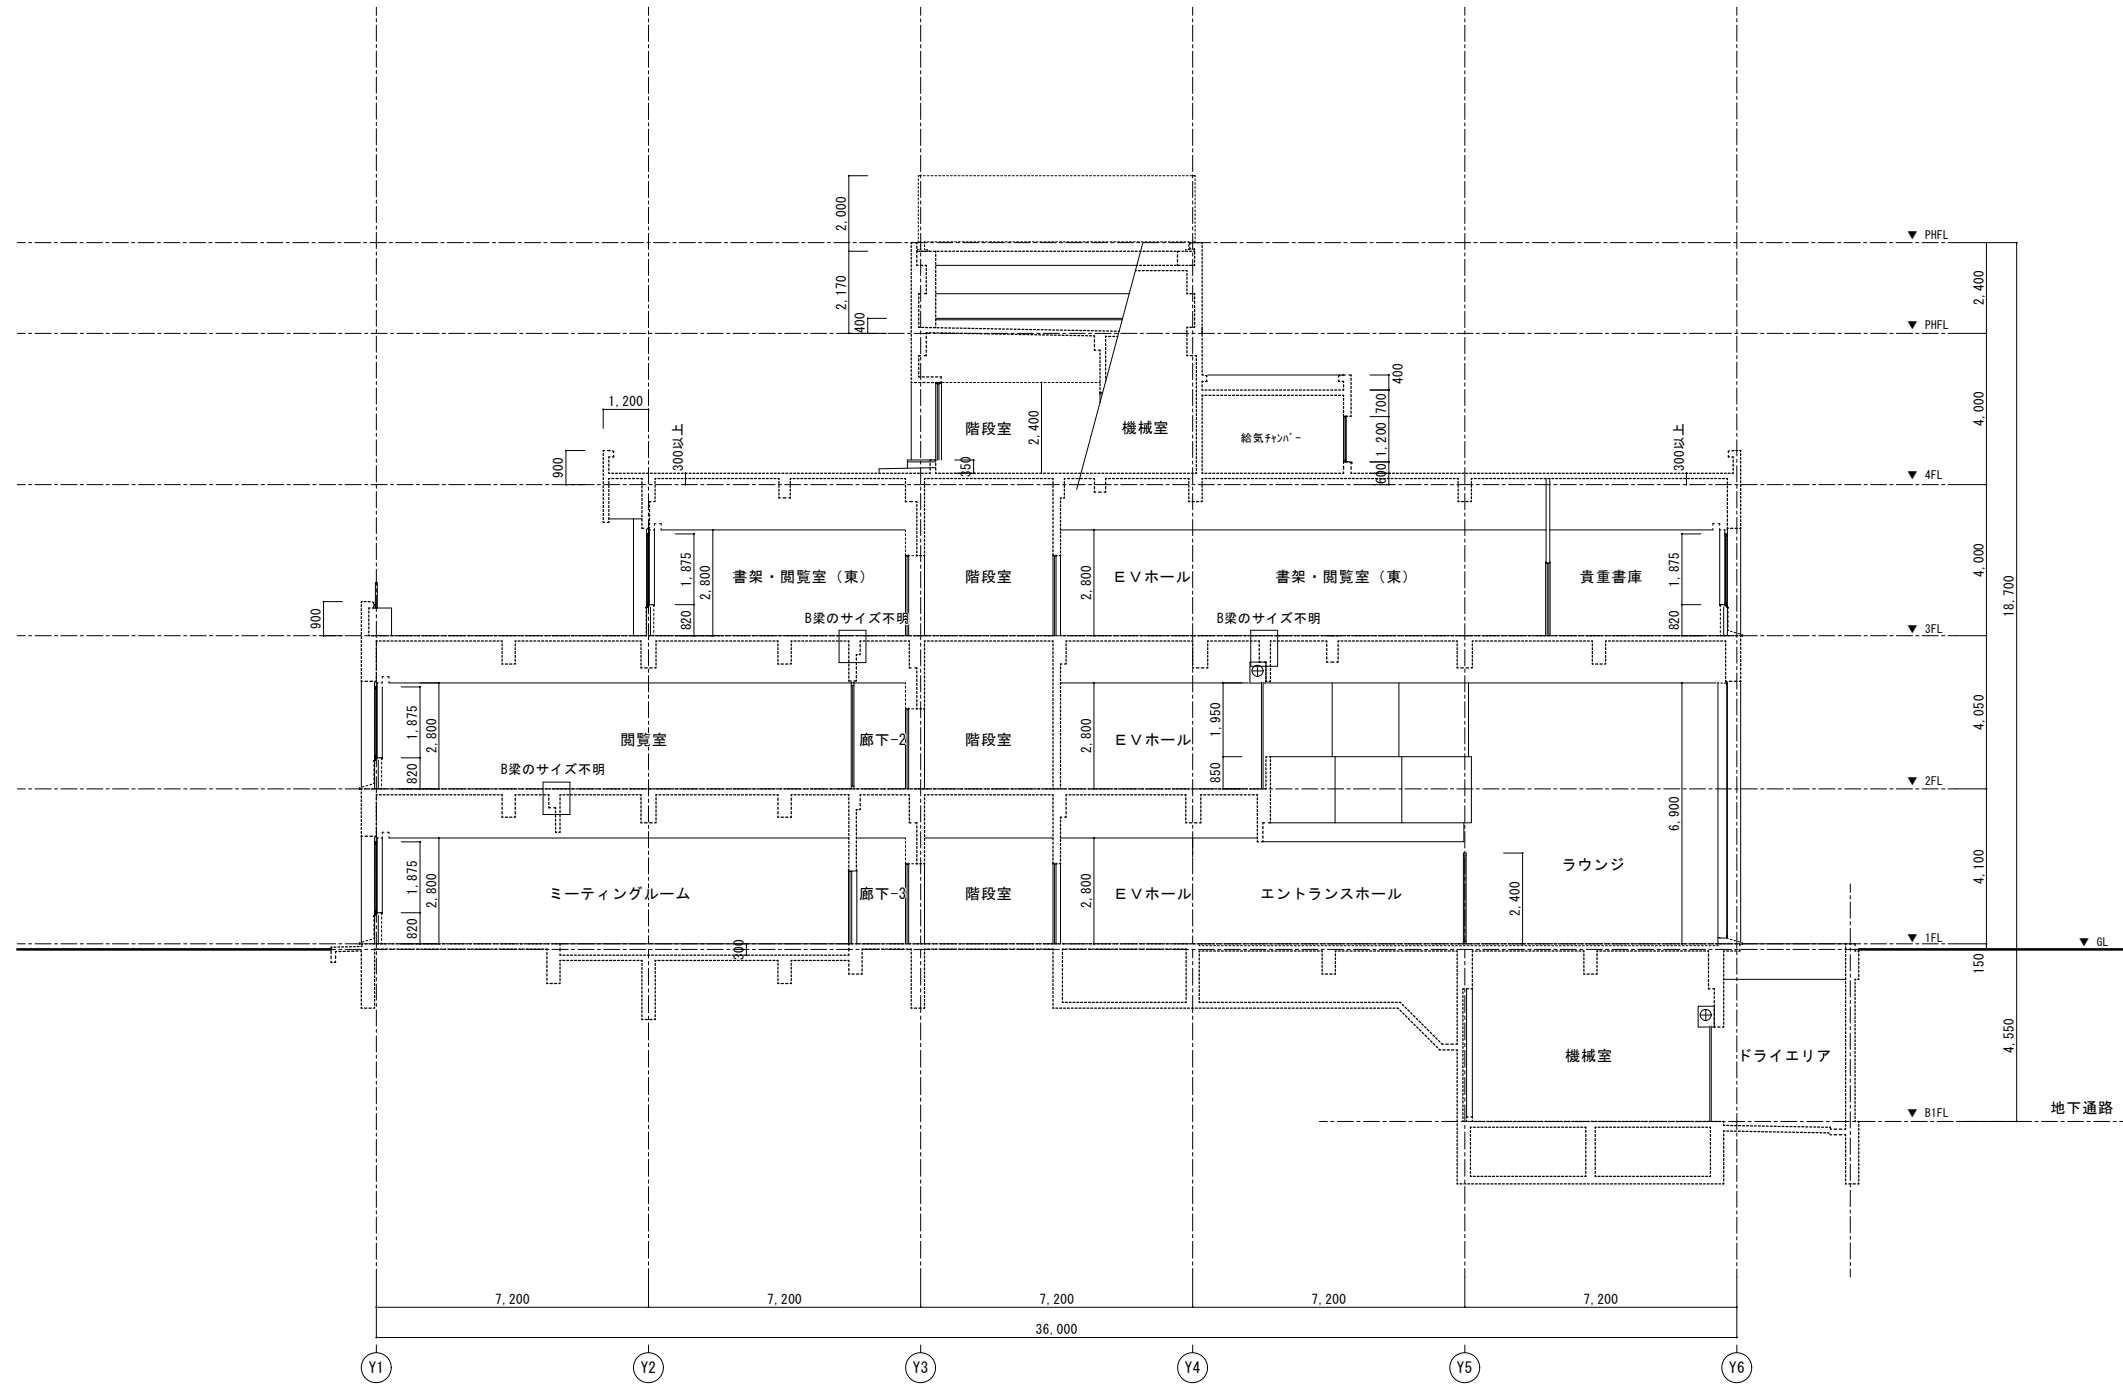 2,000
▼ PHFL
2,170
2,400
400
▼ PHFL
1,200
400
700
4,000
階段室
2,400
機械室
給気ﾁｬﾝﾊﾞｰ
1,200
300以上
300以上
900
350
600
▼ 4FL
1,875
2,800
書架・閲覧室（東）
階段室
2,800
ＥＶホール
書架・閲覧室（東）
貴重書庫
1,875
4,000
18,700
900
820
B梁のサイズ不明
B梁のサイズ不明
820
▼ 3FL
1,875
2,800
閲覧室
廊下-2
階段室
2,800
ＥＶホール
1,950
4,050
820
B梁のサイズ不明
850
▼ 2FL
6,900
1,875
2,800
ミーティングルーム
廊下-3
階段室
2,800
ＥＶホール
エントランスホール
2,400
ラウンジ
4,100
820
▼ 1FL
▼ GL
300
150
機械室
ドライエリア
4,550
▼ B1FL
地下通路
7,200
7,200
7,200
7,200
7,200
36,000
Y1
Y2
Y3
Y4
Y5
Y6